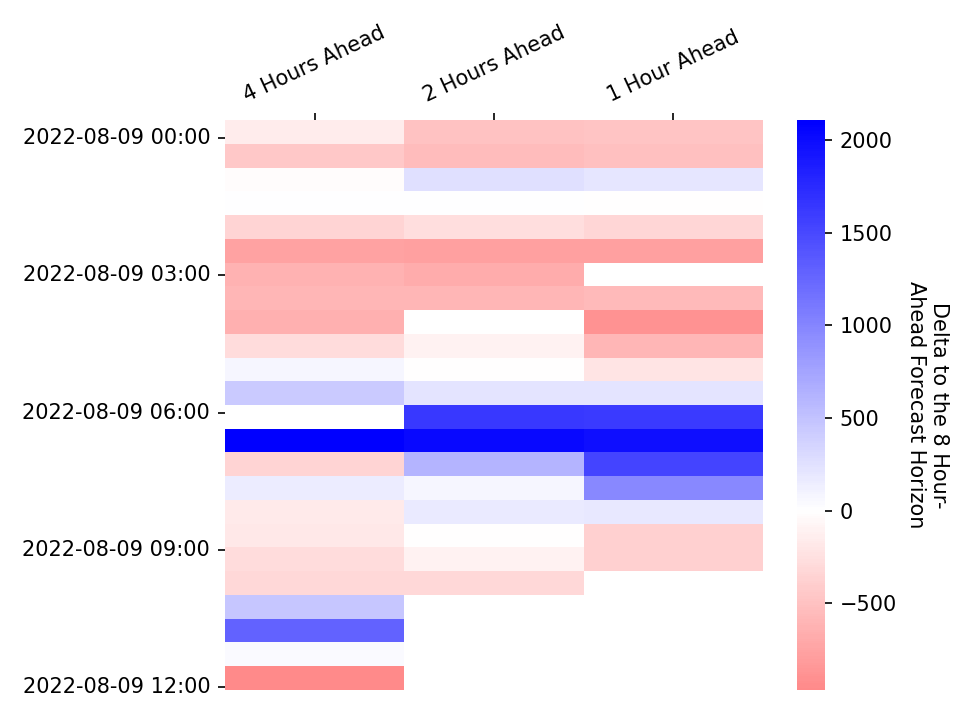 4 Hours Ahead
2 Hours Ahead
1 Hour Ahead
2022-08-09 00:00
2022-08-09 03:00
2022-08-09 06:00
2022-08-09 09:00
2022-08-09 12:00
2000
1500
1000
500
0
−500
Delta to the 8 Hour-
Ahead Forecast Horizon